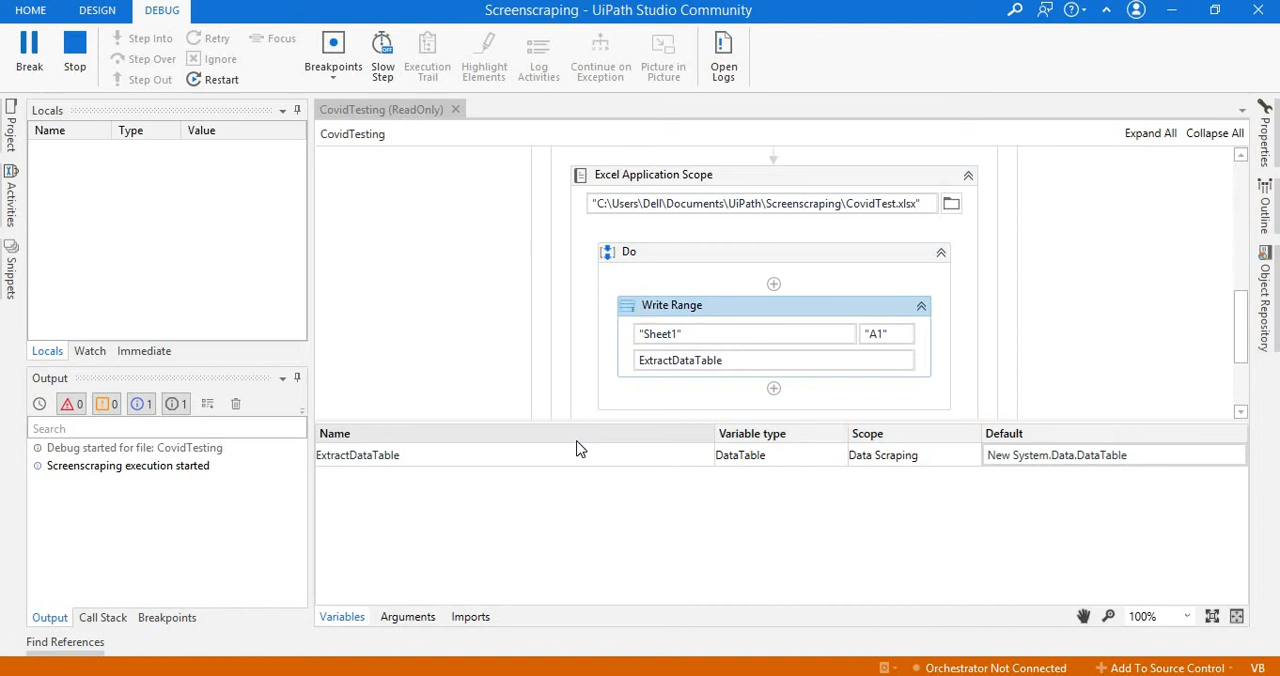 HOME DESIGN DEBUG Screenscraping - UiPath Studio Community
Break
Stop
Step Into
Step Over
Step Out
Retry
Ignore
Restart
Focus
Breakpoints
Slow
Step
Execution
Trail
Highlight
Elements
Log
Activities
Continue on
Exception
Picture in
Picture
Open
Logs
Project
Activities
Snippets
Locals
Name Type Value
Locals Watch Immediate
Output
0 0 1 1
Search
Debug started for file: CovidTesting
Screenscraping execution started
Output Call Stack Breakpoints
Find References
CovidTesting (ReadOnly)
CovidTesting Expand All Collapse All
Excel Application Scope
"C:\Users\Dell\Documents\UiPath\Screenscraping\CovidTest.xlsx"
Do
Write Range
"Sheet1" "A1"
ExtractDataTable
Name Variable type Scope Default
ExtractDataTable DataTable Data Scraping New System.Data.DataTable
Variables Arguments Imports 100%
Properties
Outline
Object Repository
Orchestrator Not Connected Add To Source Control VB